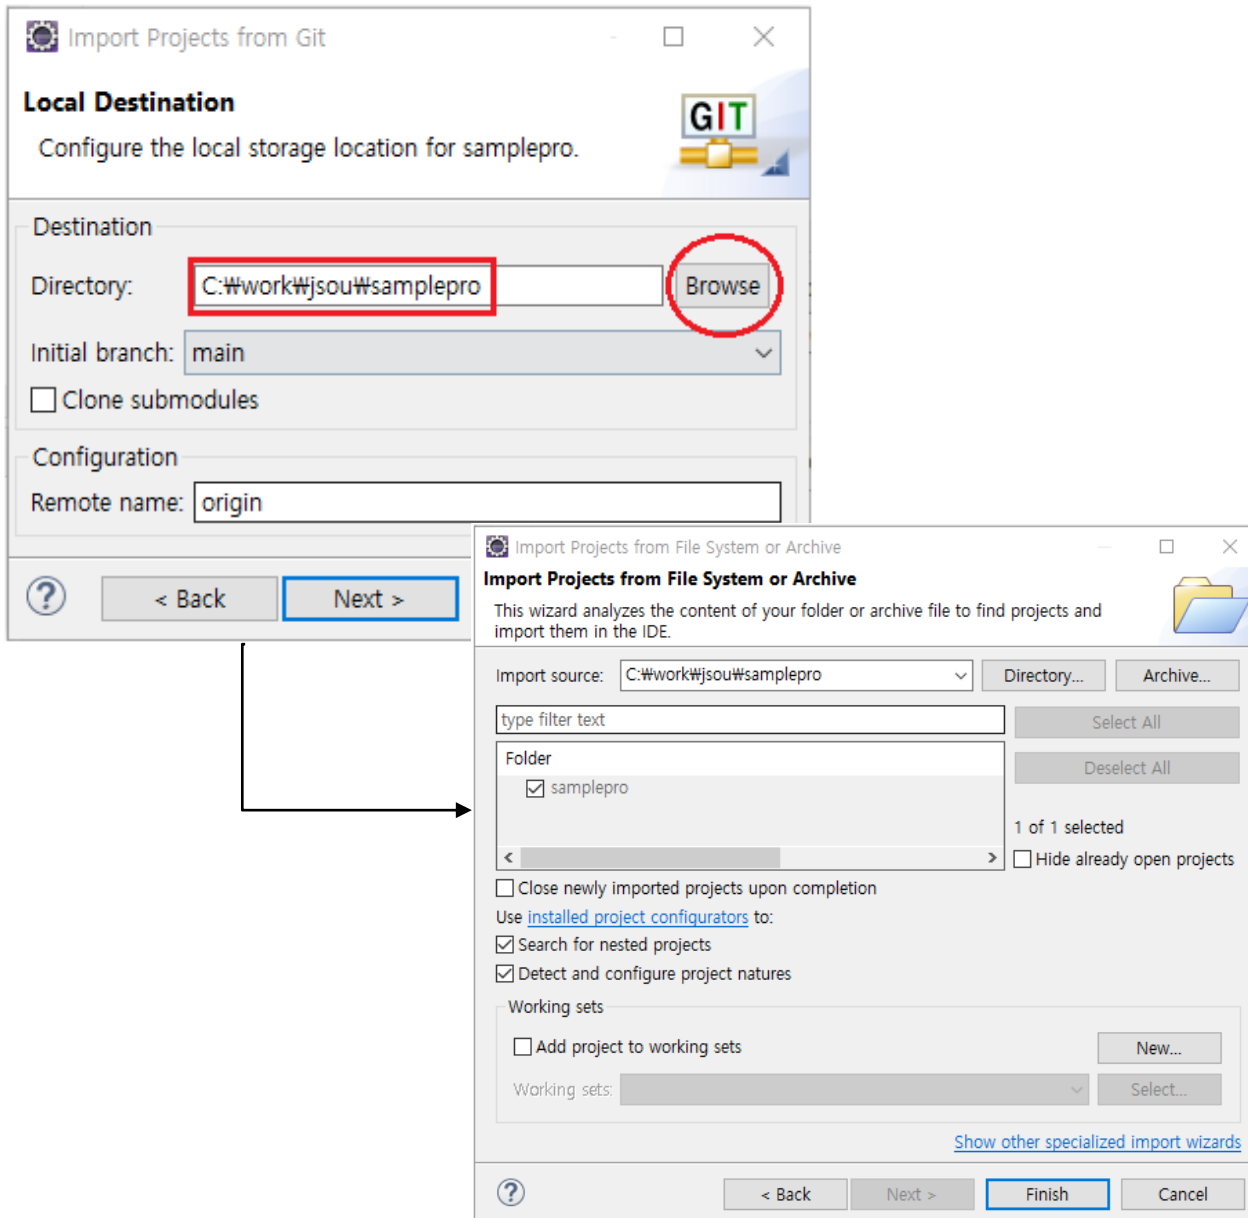 Import Projects from Git
Local Destination
Configure the local storage location for samplepro.
GIT
Destination
Directory: C:₩work₩jsou₩samplepro Browse
Initial branch: main
Clone submodules
Configuration
Remote name: origin
? < Back Next >
Import Projects from File System or Archive
Import Projects from File System or Archive
This wizard analyzes the content of your folder or archive file to find projects and
import them in the IDE.
Import source: C:₩work₩jsou₩samplepro Directory... Archive...
type filter text Select All
Folder Deselect All
samplepro
1 of 1 selected
Hide already open projects
Close newly imported projects upon completion
Use installed project configurators to:
Search for nested projects
Detect and configure project natures
Working sets
Add project to working sets New...
Working sets: Select...
Show other specialized import wizards
? < Back Next > Finish Cancel